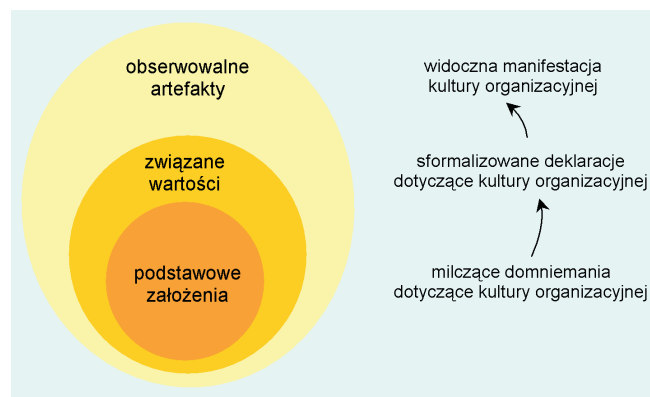 obserwowalne
artefakty
związane
wartości
podstawowe
założenia
widoczna manifestacja
kultury organizacyjnej
sformalizowane deklaracje
dotyczące kultury organizacyjnej
milczące domniemania
dotyczące kultury organizacyjnej